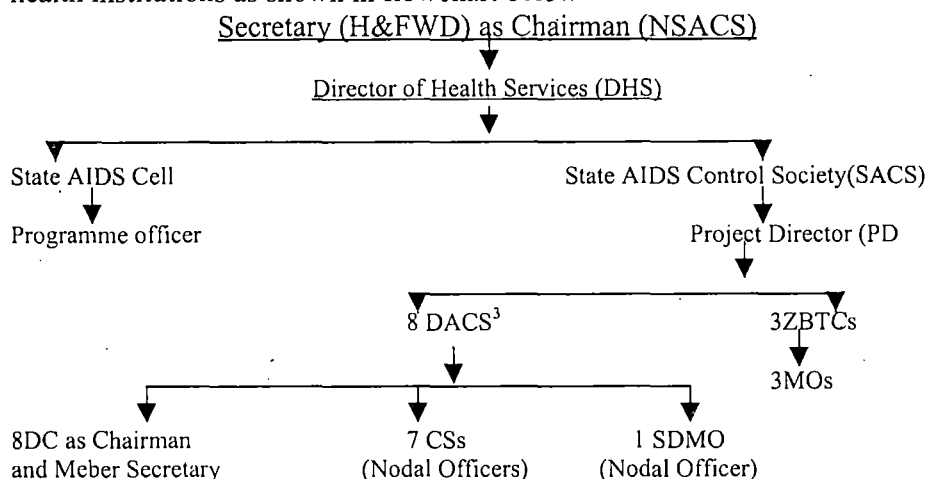 Secretary (H&FWD) as Chairman (NSACS)
Director of Health Services (DHS)
State AIDS Cell
State AIDS Control Society(SACS)
Programme officer
Project Director (PD
8 DACS³
3ZBTCs
3MOs
8DC as Chairman
and Meber Secretary
7 CSs
(Nodal Officers)
1 SDMO
(Nodal Officer)